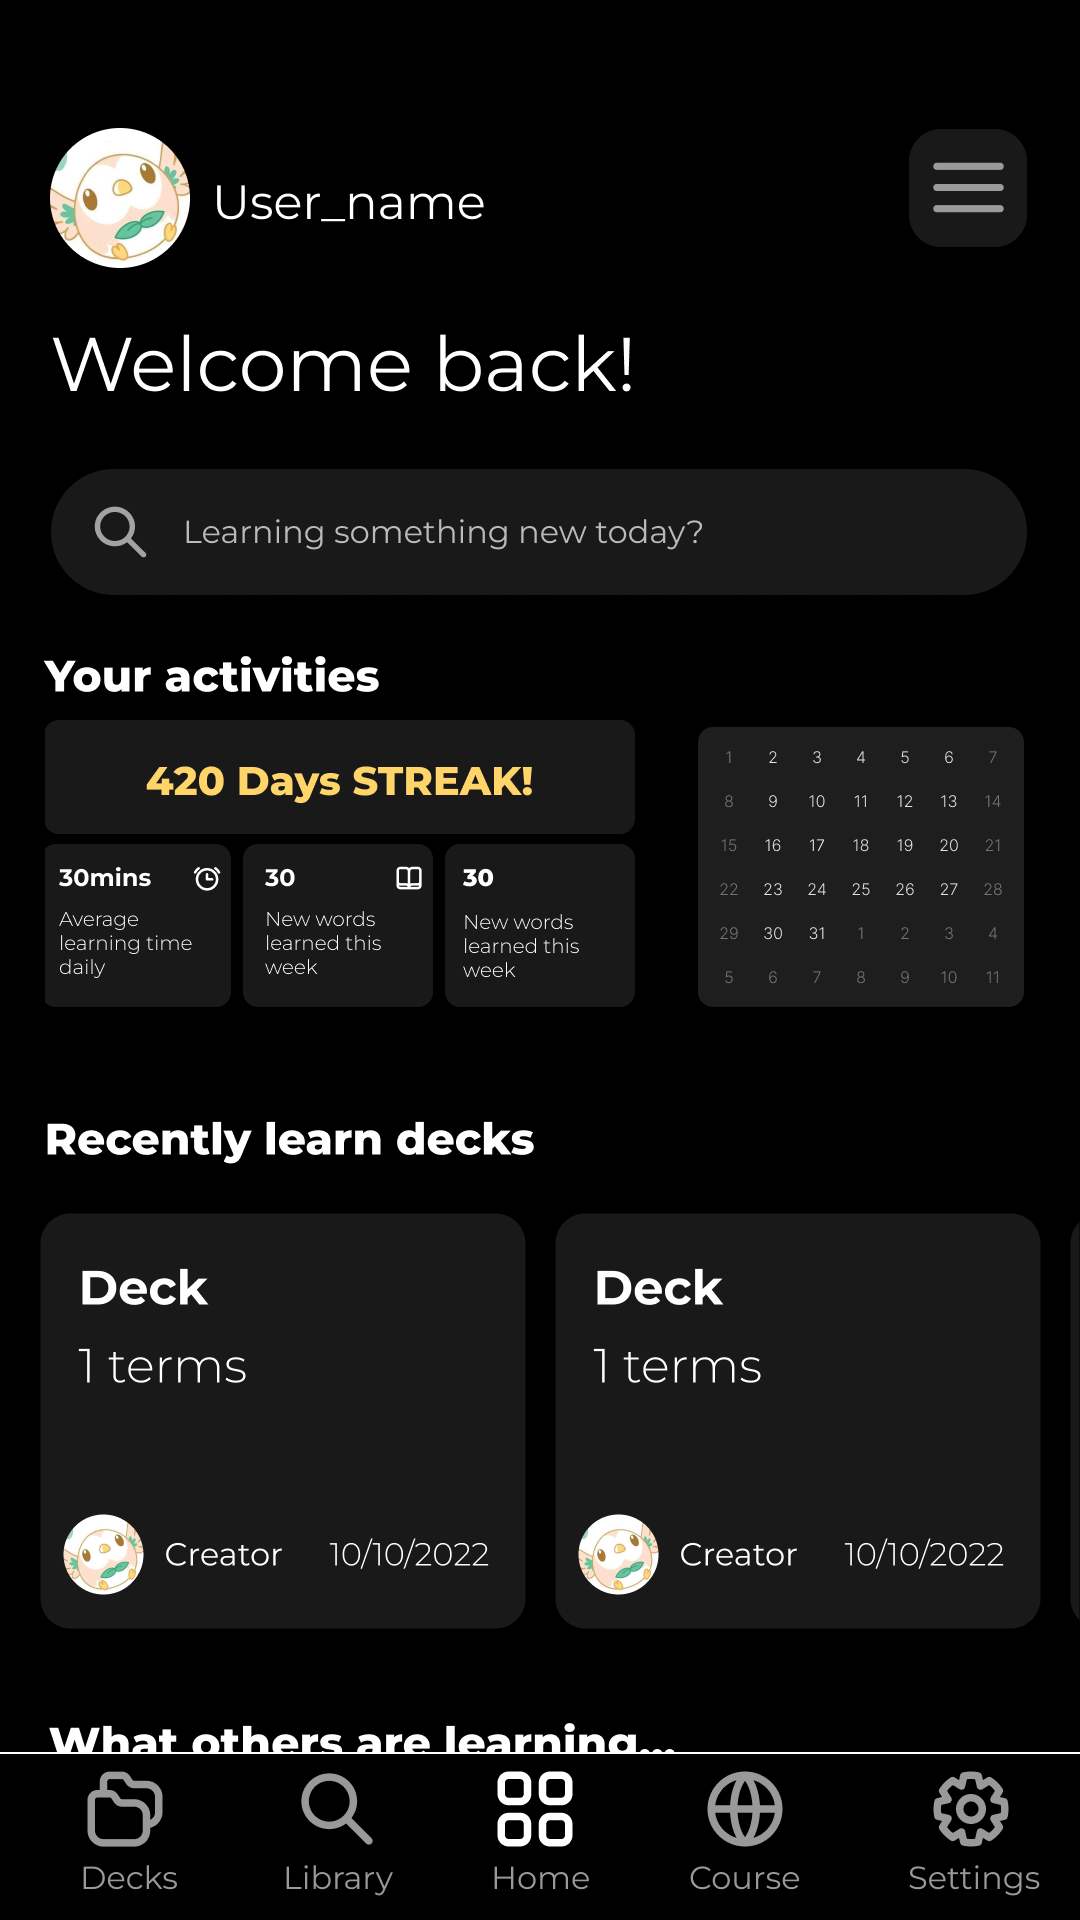 User_name
Welcome back!
Learning something new today?
Your activities
420 Days STREAK!
30mins
Average
learning time
daily
30
New words
learned this
week
30
New words
learned this
week
1 2 3 4 5 6 7
8 9 10 11 12 13 14
15 16 17 18 19 20 21
22 23 24 25 26 27 28
29 30 31 1 2 3 4
5 6 7 8 9 10 11
Recently learn decks
Deck
1 terms
Creator 10/10/2022
Deck
1 terms
Creator 10/10/2022
What others are learning...
Decks Library Home Course Settings